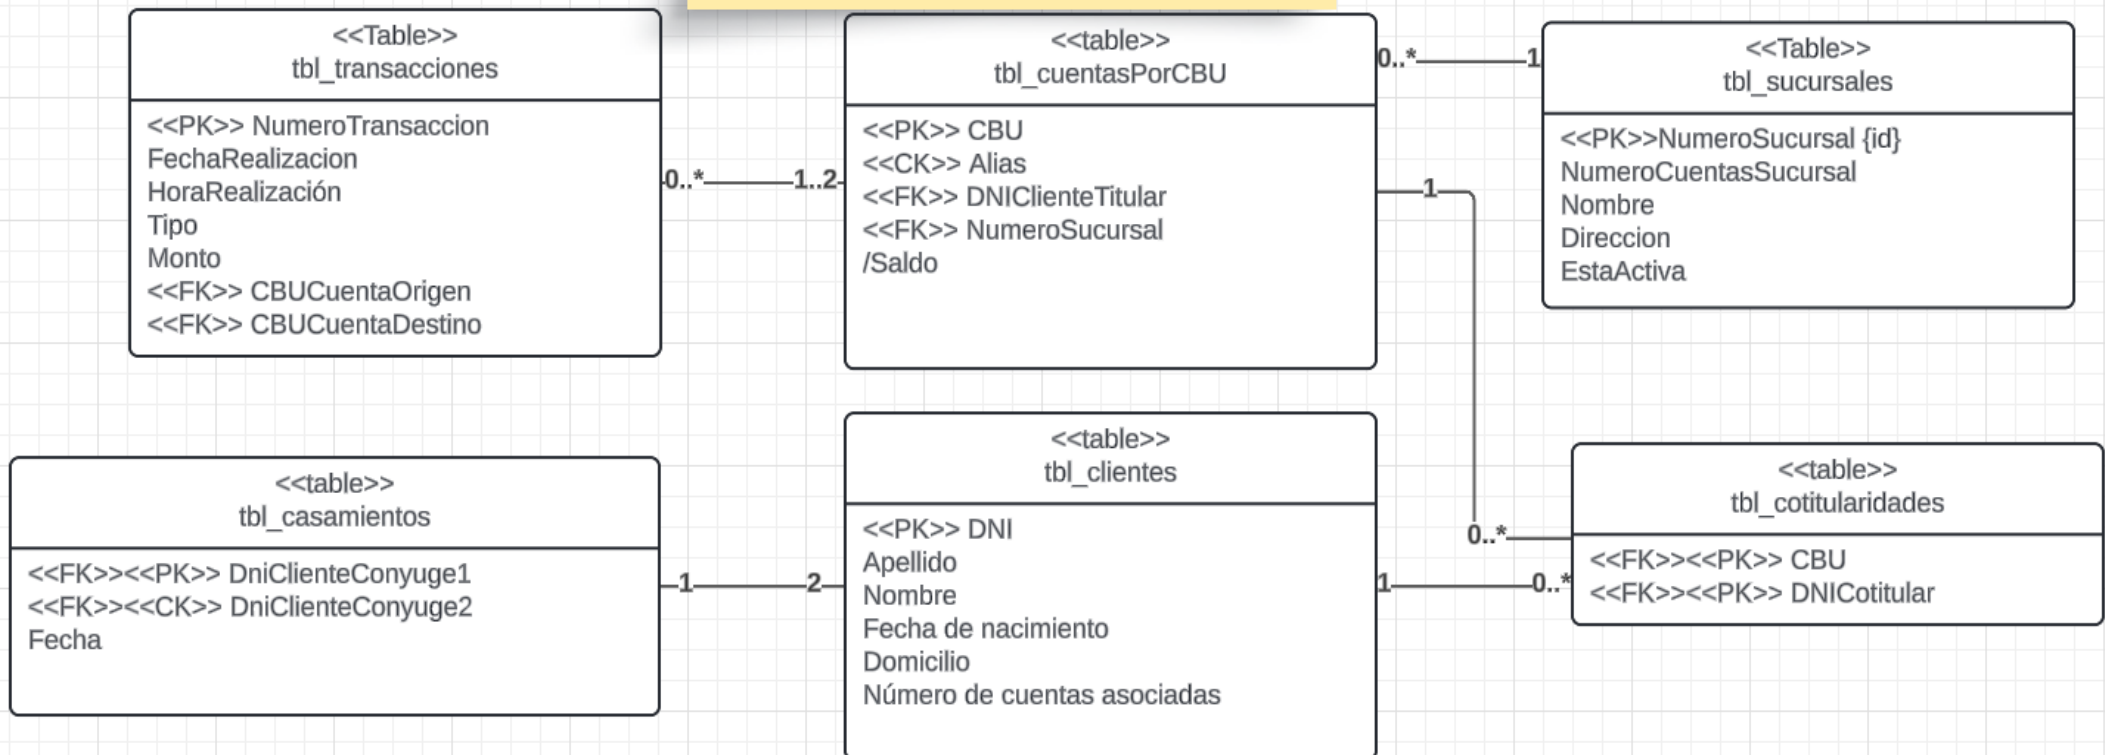 <<Table>>
tbl_transacciones
<<PK>> NumeroTransaccion
FechaRealizacion
HoraRealización
Tipo
Monto
<<FK>> CBUCuentaOrigen
<<FK>> CBUCuentaDestino
0..*
1..2
<<table>>
tbl_cuentasPorCBU
<<PK>> CBU
<<CK>> Alias
<<FK>> DNIClienteTitular
<<FK>> NumeroSucursal
/Saldo
0..*
1
<<Table>>
tbl_sucursales
<<PK>>NumeroSucursal {id}
NumeroCuentasSucursal
Nombre
Direccion
EstaActiva
1
0..*
<<table>>
tbl_casamientos
<<FK>><<PK>> DniClienteConyuge1
<<FK>><<CK>> DniClienteConyuge2
Fecha
1
2
<<table>>
tbl_clientes
<<PK>> DNI
Apellido
Nombre
Fecha de nacimiento
Domicilio
Número de cuentas asociadas
1
0..*
<<table>>
tbl_cotitularidades
<<FK>><<PK>> CBU
<<FK>><<PK>> DNICotitular